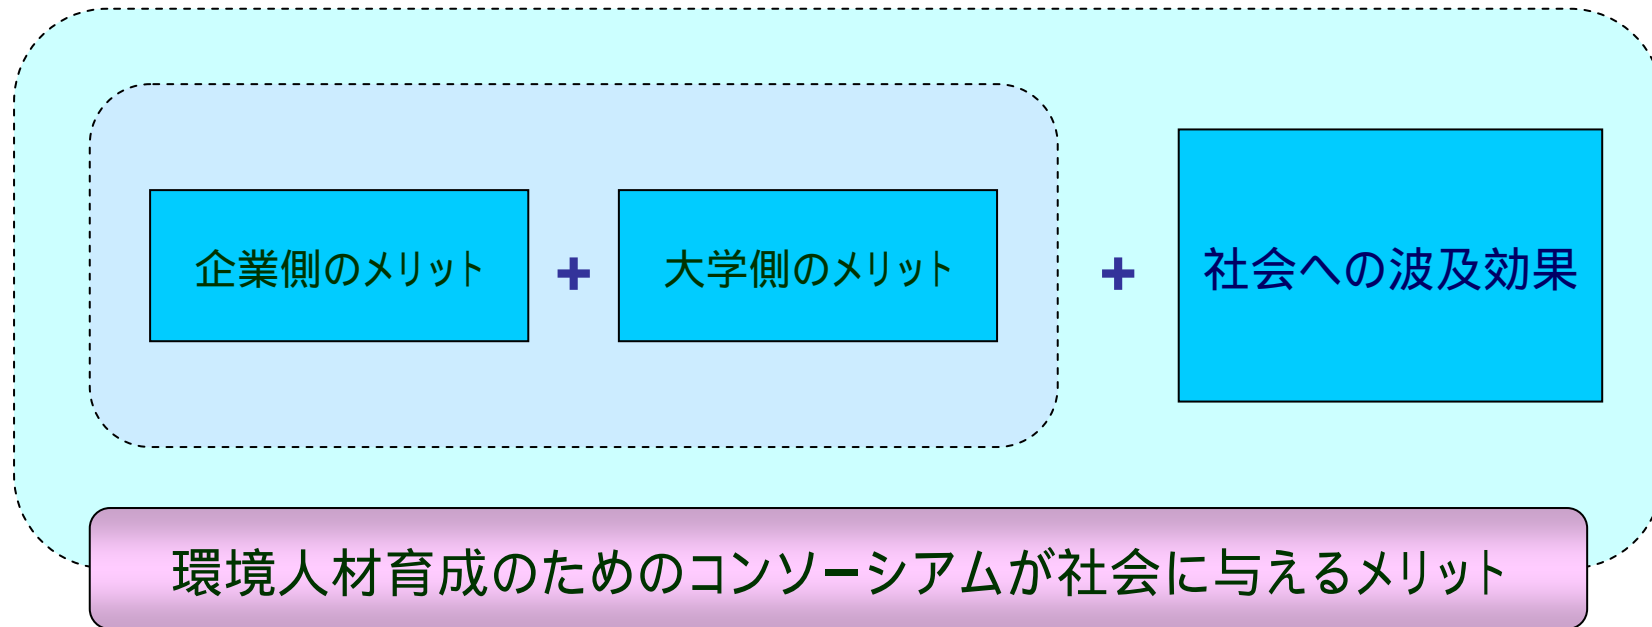 企業側のメリット + 大学側のメリット + 社会への波及効果
環境人材育成のためのコンソーシアムが社会に与えるメリット